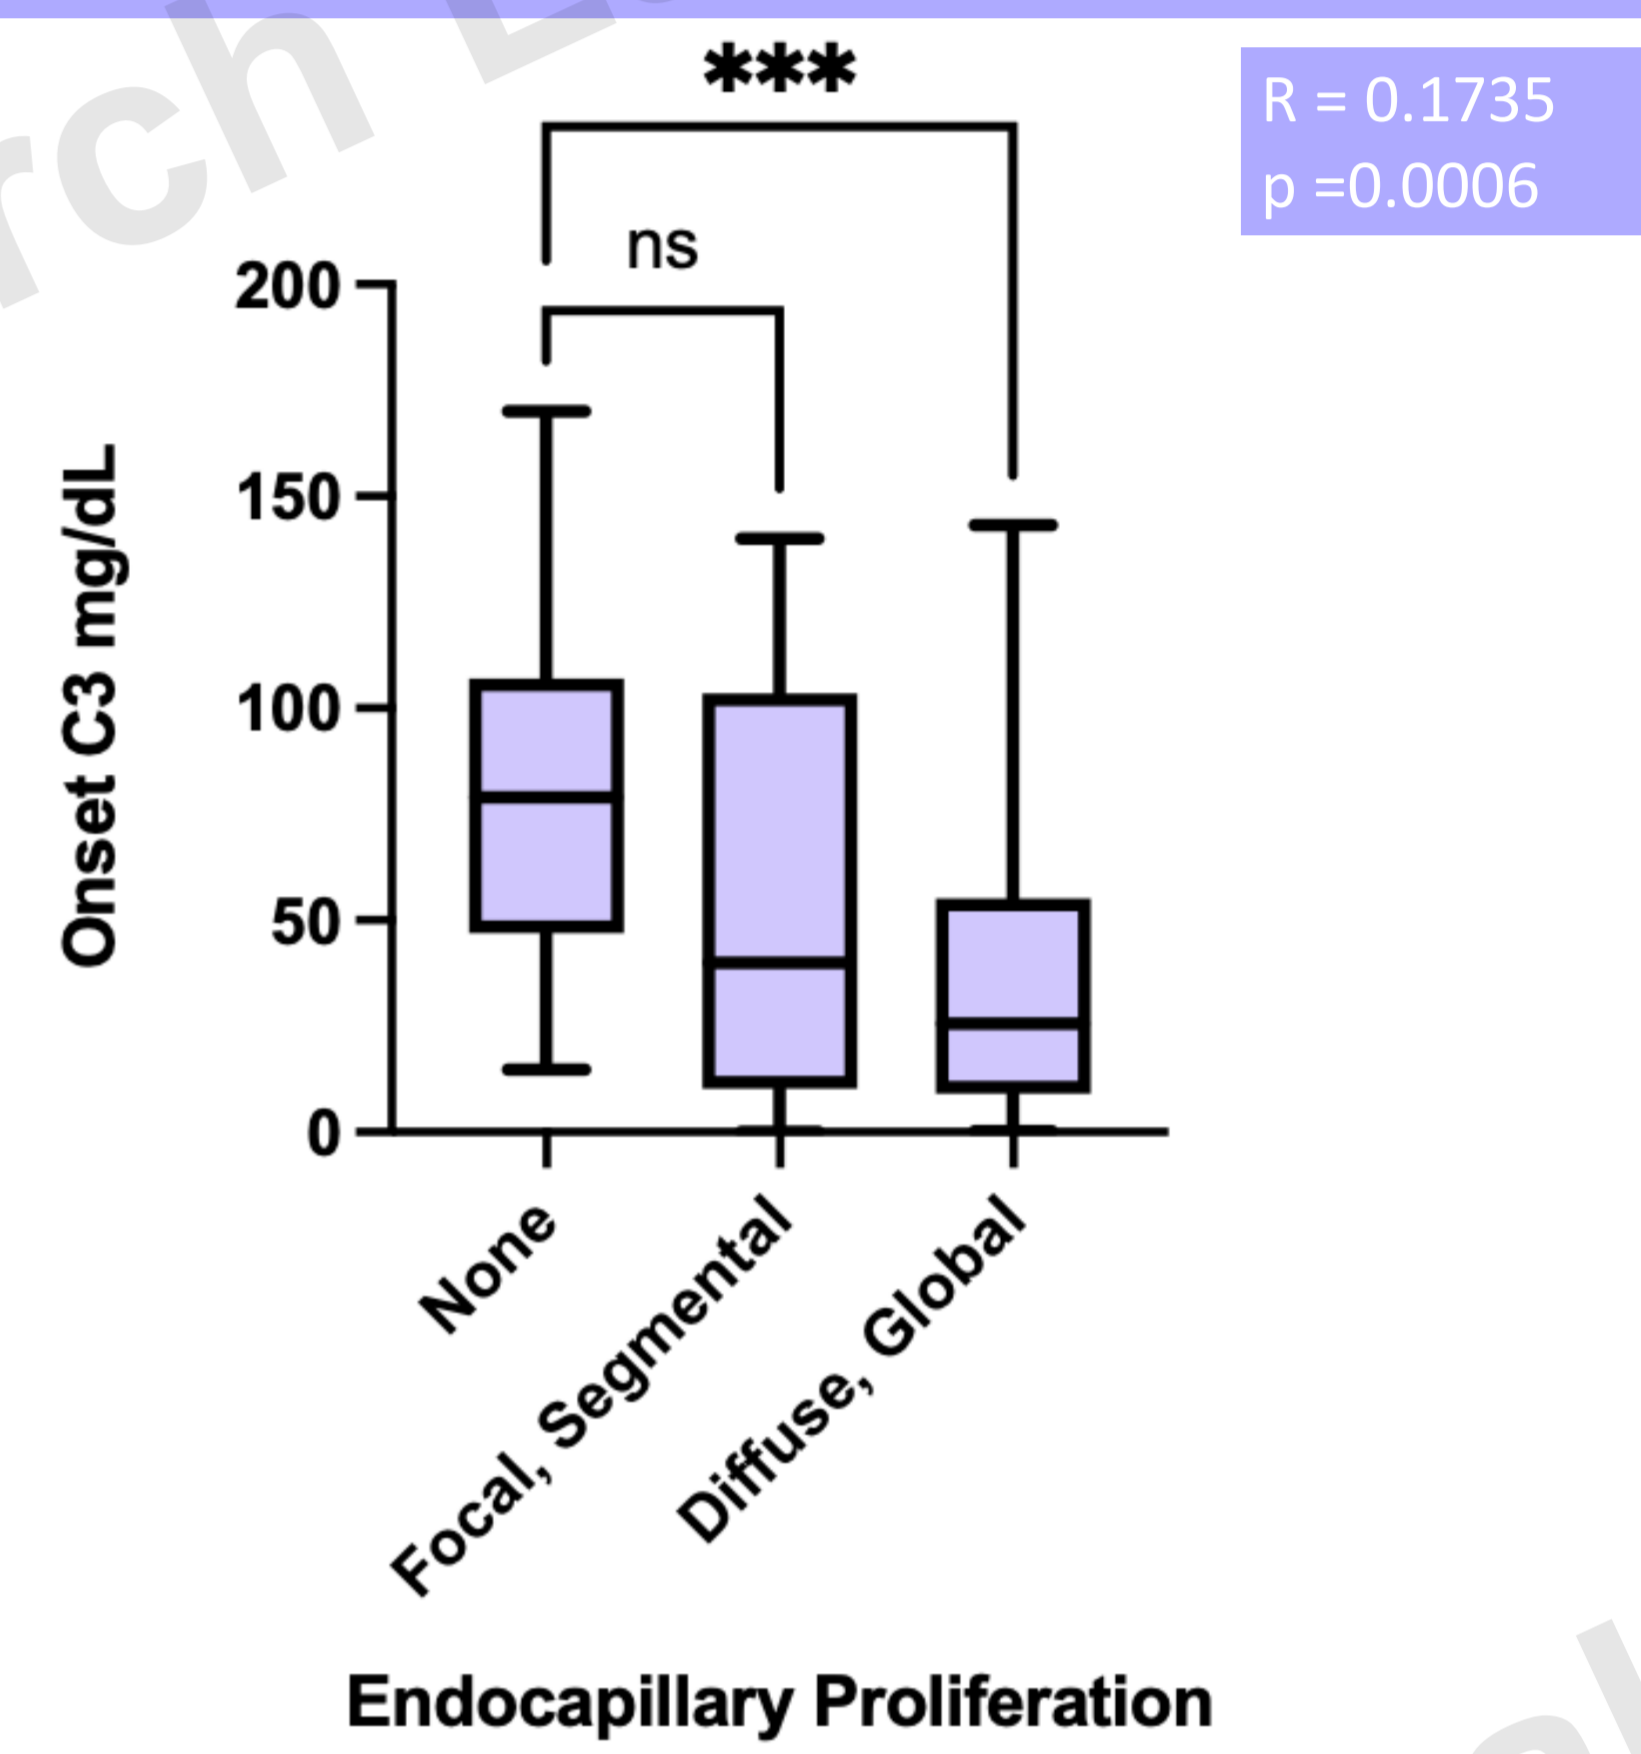 ***
R = 0.1735
p =0.0006
ns
200
150
100
50
0
Onset C3 mg/dL
None
Focal, Segmental
Diffuse, Global
Endocapillary Proliferation